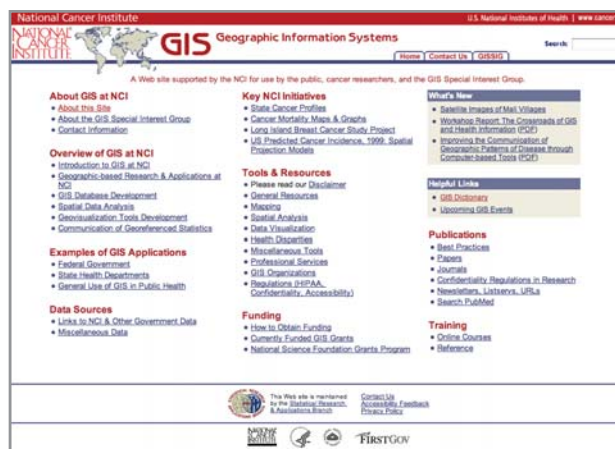 National Cancer Institute
U.S. National Institutes of Health | www.cancer
NATIONAL
CANCER
INSTITUTE
GIS
Geographic Information Systems
Home
Contact Us
GISSIG
Search:
A Web site supported by the NCI for use by the public, cancer researchers, and the GIS Special Interest Group.
About GIS at NCI
About this Site
About the GIS Special Interest Group
Contact Information
Overview of GIS at NCI
Introduction to GIS at NCI
Geographic-based Research & Applications at
NCI
GIS Database Development
Spatial Data Analysis
Geovisualization Tools Development
Communication of Georeferenced Statistics
Examples of GIS Applications
Federal Government
State Health Departments
General Use of GIS in Public Health
Data Sources
Links to NCI & Other Government Data
Miscellaneous Data
Key NCI Initiatives
State Cancer Profiles
Cancer Mortality Maps & Graphs
Long Island Breast Cancer Study Project
US Predicted Cancer Incidence, 1999: Spatial
Projection Models
Tools & Resources
Please read our Disclaimer
General Resources
Mapping
Spatial Analysis
Data Visualization
Health Disparities
Miscellaneous Tools
Professional Services
GIS Organizations
Regulations (HIPAA,
Confidentiality, Accessibility)
Funding
How to Obtain Funding
Currently Funded GIS Grants
National Science Foundation Grants Program
What's New
Satellite Images of Mali Villages
Workshop Report: The Crossroads of GIS
and Health Information (PDF)
Improving the Communication of
Geographic Patterns of Disease through
Computer-based Tools (PDF)
Helpful Links
GIS Dictionary
Upcoming GIS Events
Publications
Best Practices
Papers
Journals
Confidentiality Regulations in Research
Newsletters, Listservs, URLs
Search PubMed
Training
Online Courses
Reference
This Web site is maintained
by the Statistical Research
& Applications Branch
Contact Us
Accessibility Feedback
Privacy Policy
NATIONAL
CANCER
INSTITUTE
FIRSTGOV